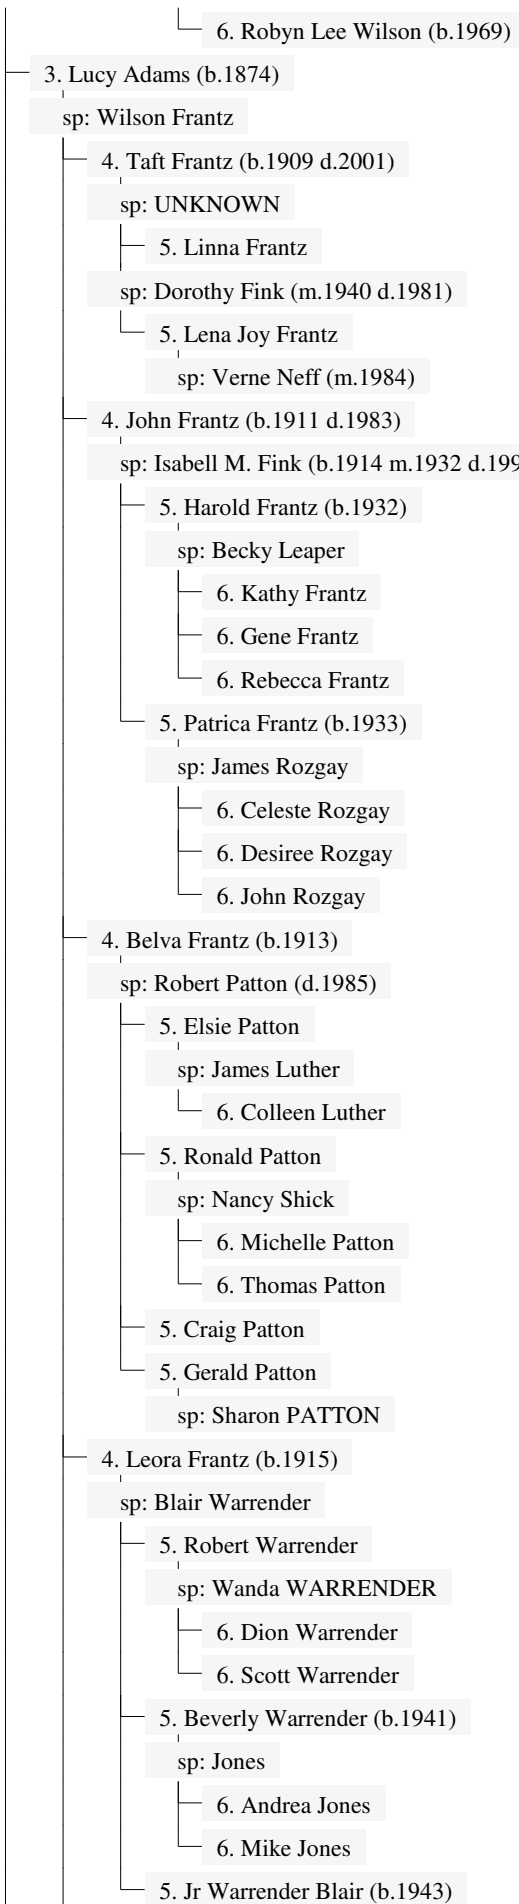 6. Robyn Lee Wilson (b.1969)
3. Lucy Adams (b.1874)
sp: Wilson Frantz
4. Taft Frantz (b.1909 d.2001)
sp: UNKNOWN
5. Linna Frantz
sp: Dorothy Fink (m.1940 d.1981)
5. Lena Joy Frantz
sp: Verne Neff (m.1984)
4. John Frantz (b.1911 d.1983)
sp: Isabell M. Fink (b.1914 m.1932 d.199
5. Harold Frantz (b.1932)
sp: Becky Leaper
6. Kathy Frantz
6. Gene Frantz
6. Rebecca Frantz
5. Patrica Frantz (b.1933)
sp: James Rozgay
6. Celeste Rozgay
6. Desiree Rozgay
6. John Rozgay
4. Belva Frantz (b.1913)
sp: Robert Patton (d.1985)
5. Elsie Patton
sp: James Luther
6. Colleen Luther
5. Ronald Patton
sp: Nancy Shick
6. Michelle Patton
6. Thomas Patton
5. Craig Patton
5. Gerald Patton
sp: Sharon PATTON
4. Leora Frantz (b.1915)
sp: Blair Warrender
5. Robert Warrender
sp: Wanda WARRENDER
6. Dion Warrender
6. Scott Warrender
5. Beverly Warrender (b.1941)
sp: Jones
6. Andrea Jones
6. Mike Jones
5. Jr Warrender Blair (b.1943)